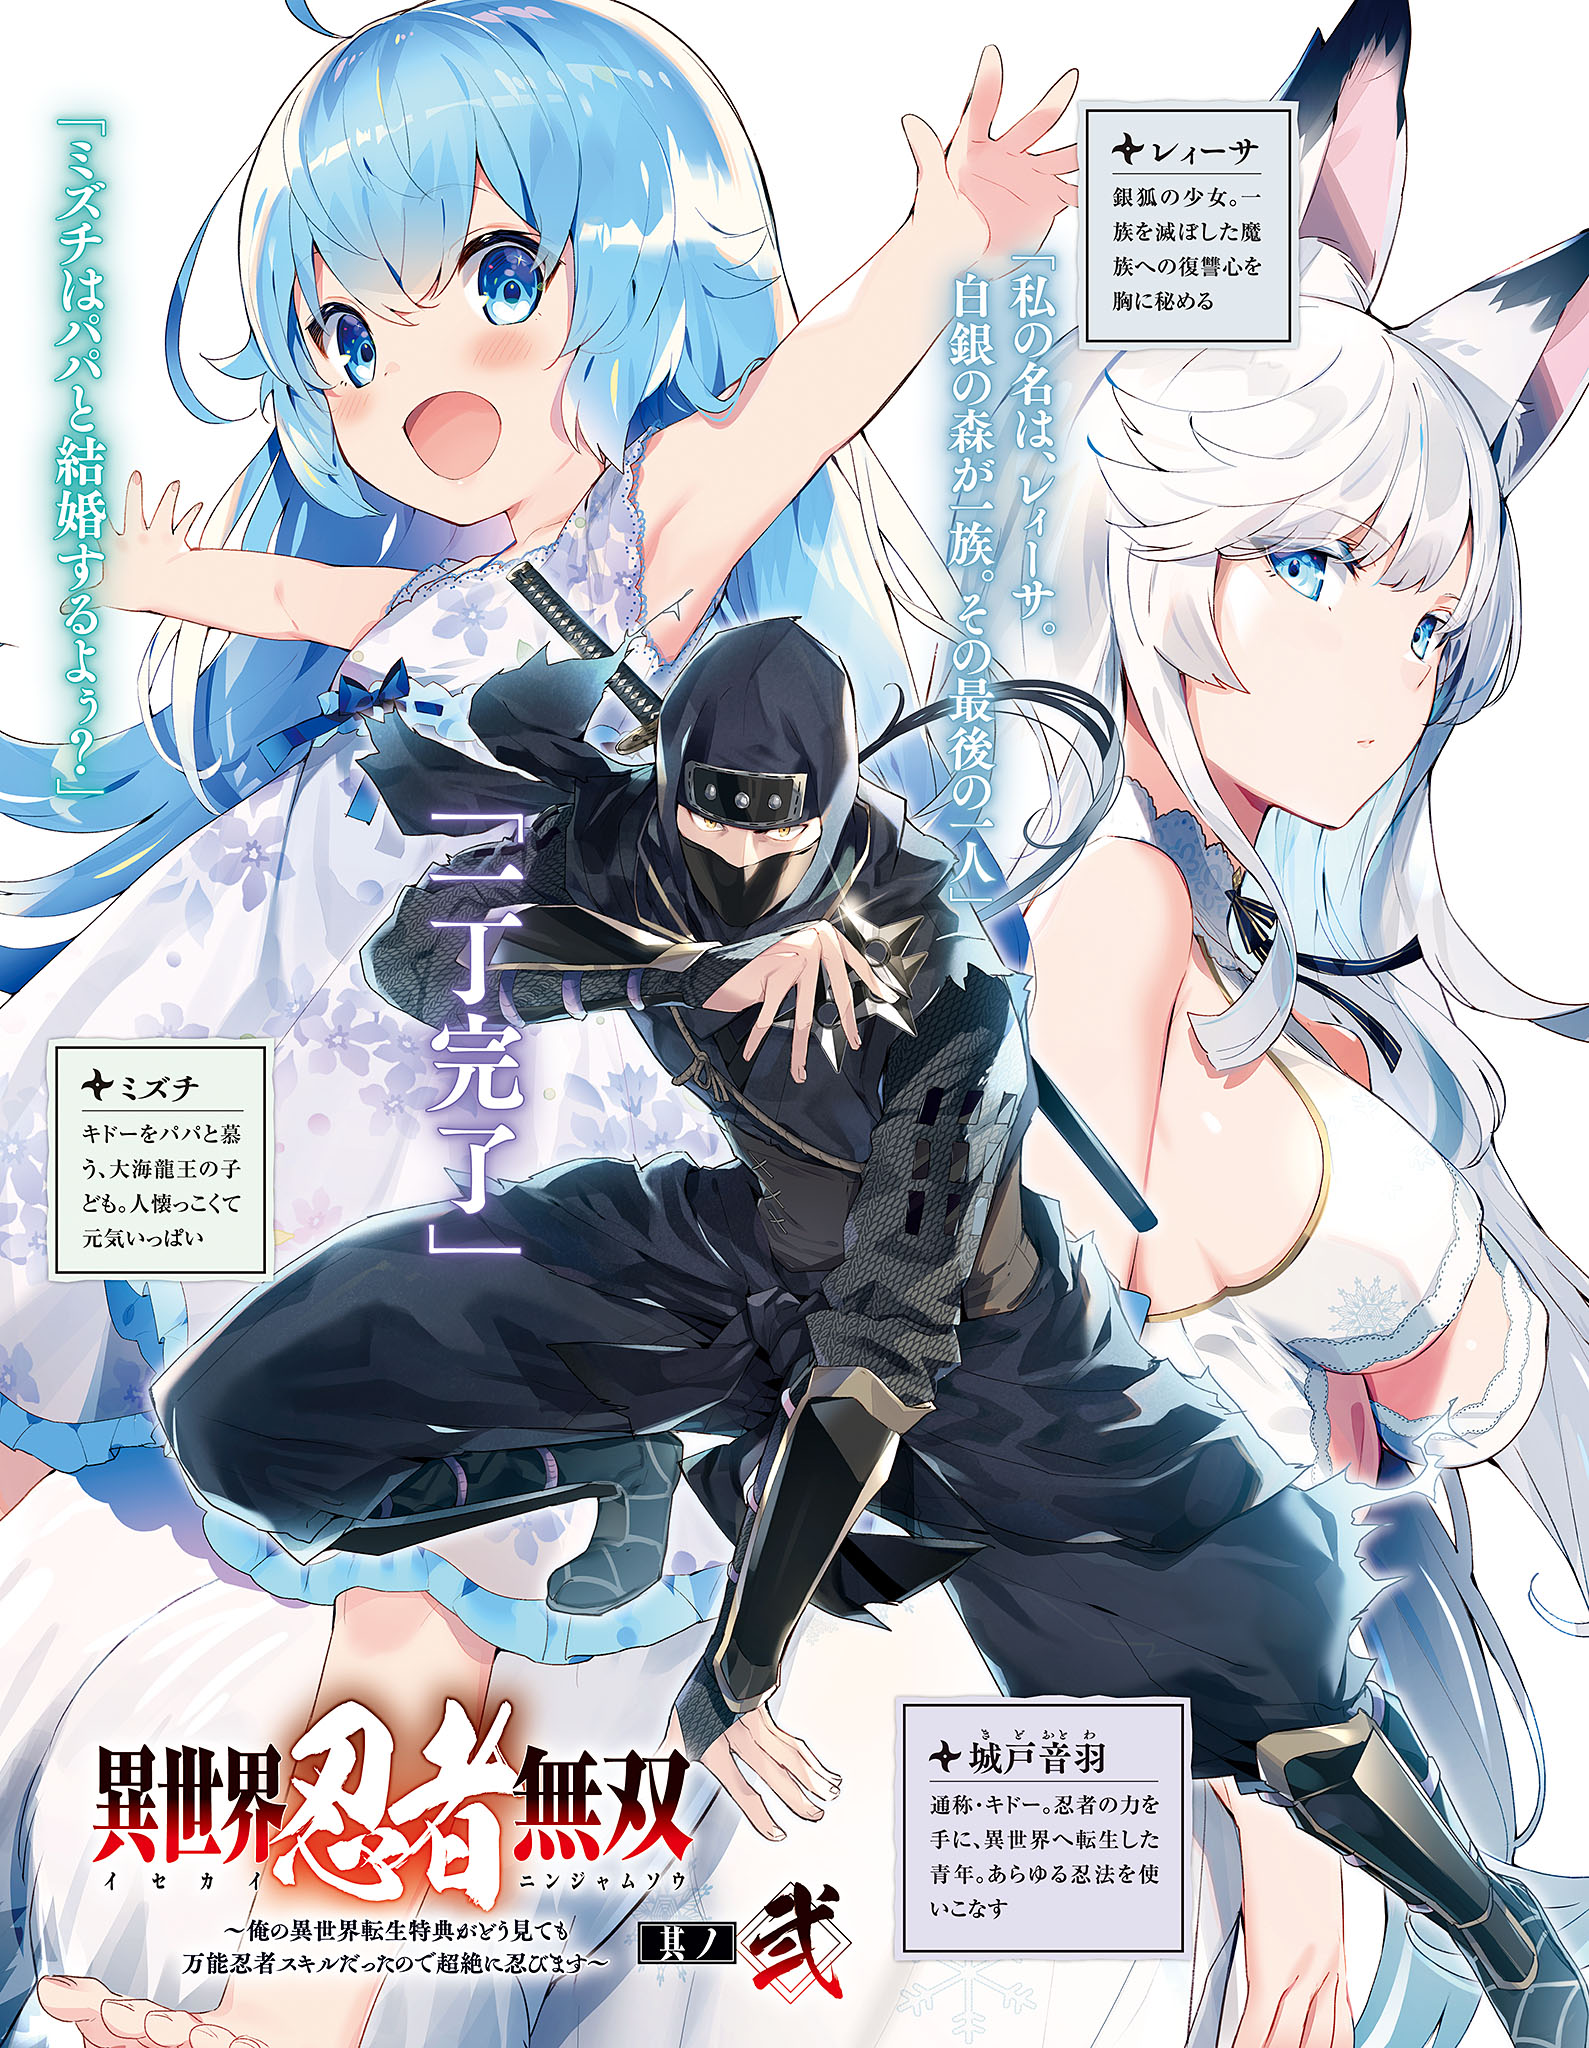 レイーサ
銀狐の少女。一
族を滅ぼした魔
族への復讐心を
胸に秘める
「私の名は、レイーサ。
白銀の森が一族。その最後の一人」
「ミズチはパパと結婚するよぅ?」
「一丁完了」
ミズチ
キドーをパパと慕
う、大海龍王の子
ども。人懐っこくて
元気いっぱい
きどおとわ
城戸音羽
通称・キドー。忍者の力を
手に、異世界へ転生した
青年。あらゆる忍法を使
いこなす
異世界忍者無双
イセカイニンジャムソウ
~俺の異世界転生特典がどう見ても
万能忍者スキルだったので超絶に忍びます~
其ノ弐